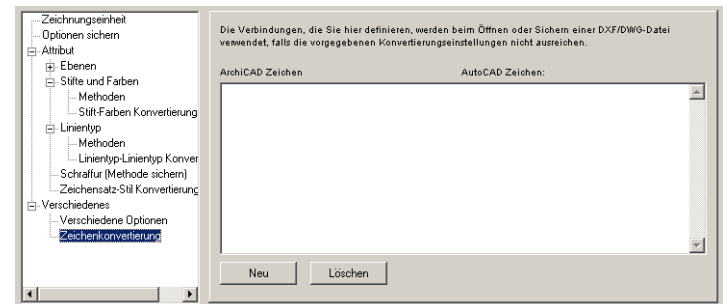 Zeichnungseinheit
Optionen sichern
Attribut
Ebenen
Stifte und Farben
Methoden
Stift-Farben Konvertierung
Linientyp
Methoden
Linientyp-Linientyp Konver
Schraffur (Methode sichern)
Zeichensatz-Stil Konvertierung
Verschiedenes
Verschiedene Optionen
Zeichenkonvertierung
Die Verbindungen, die Sie hier definieren, werden beim Öffnen oder Sichern einer DXF/DWG-Datei
verwendet, falls die vorgegebenen Konvertierungseinstellungen nicht ausreichen.
ArchiCAD Zeichen AutoCAD Zeichen:
Neu Löschen